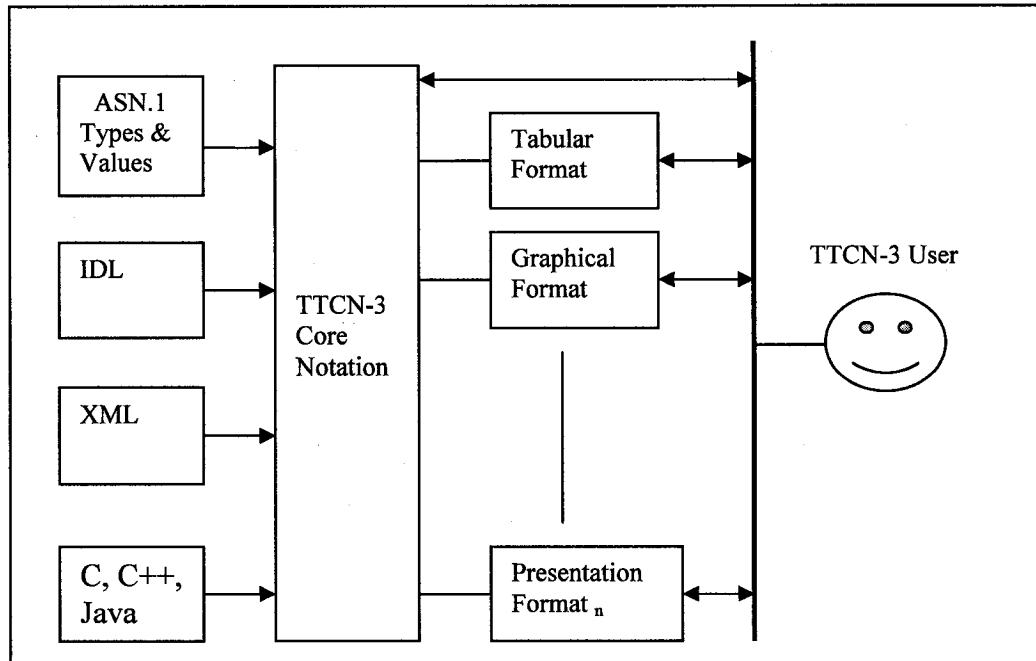 ASN.1
Types &
Values
IDL
XML
C, C++,
Java
TTCN-3
Core
Notation
Tabular
Format
Graphical
Format
Presentation
Format n
TTCN-3 User